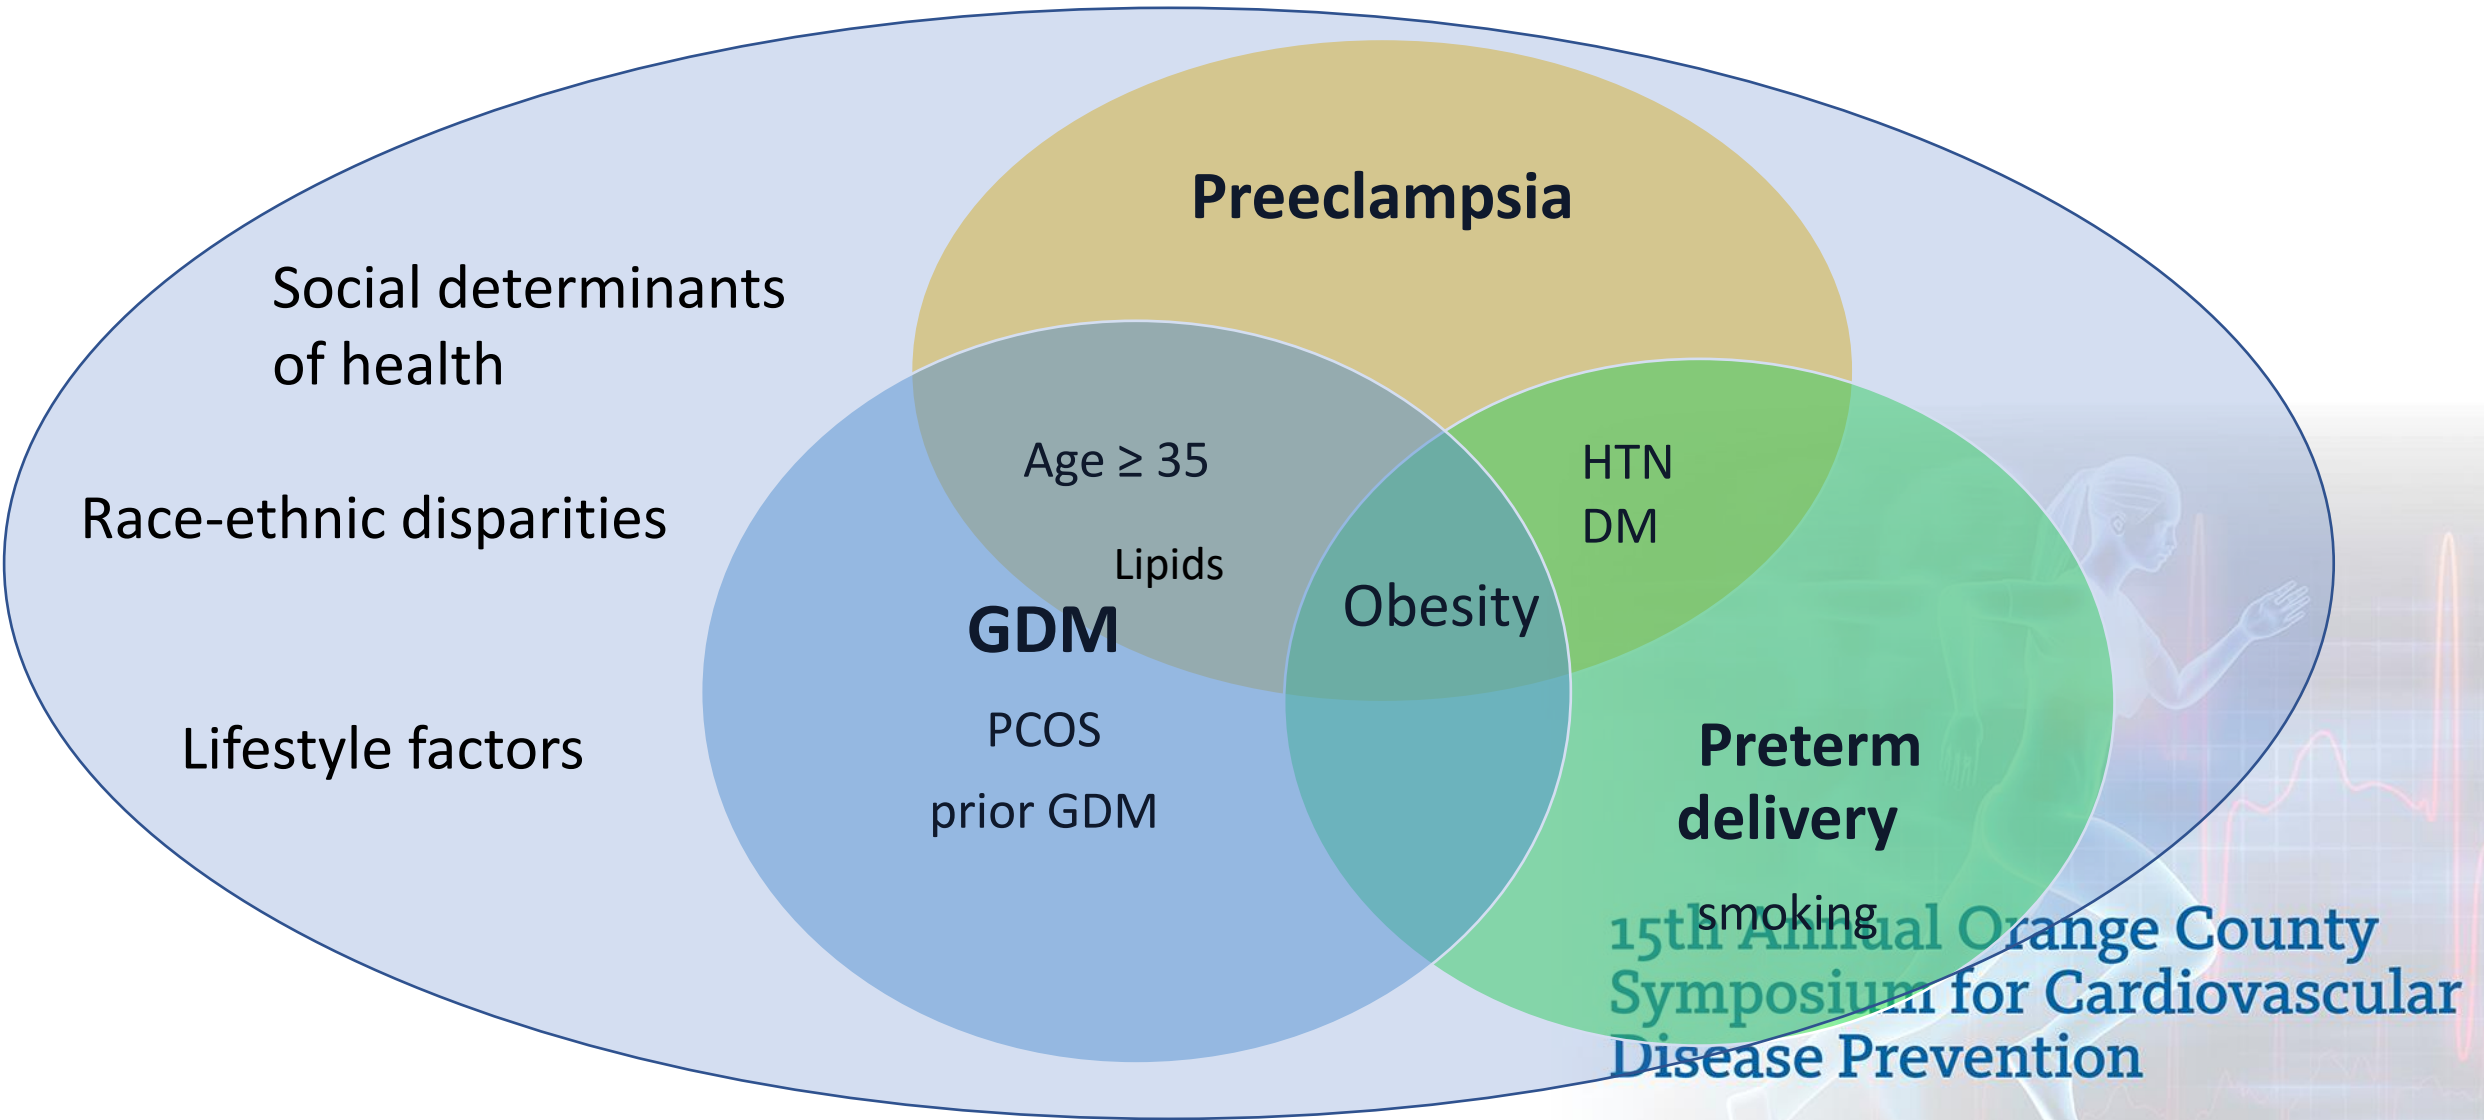 Preeclampsia
Social determinants
of health
Age ≥ 35
HTN
DM
Race-ethnic disparities
Lipids
Obesity
GDM
PCOS
Lifestyle factors
prior GDM
Preterm
delivery
smoking
15th Annual Orange County
Symposium for Cardiovascular
Disease Prevention